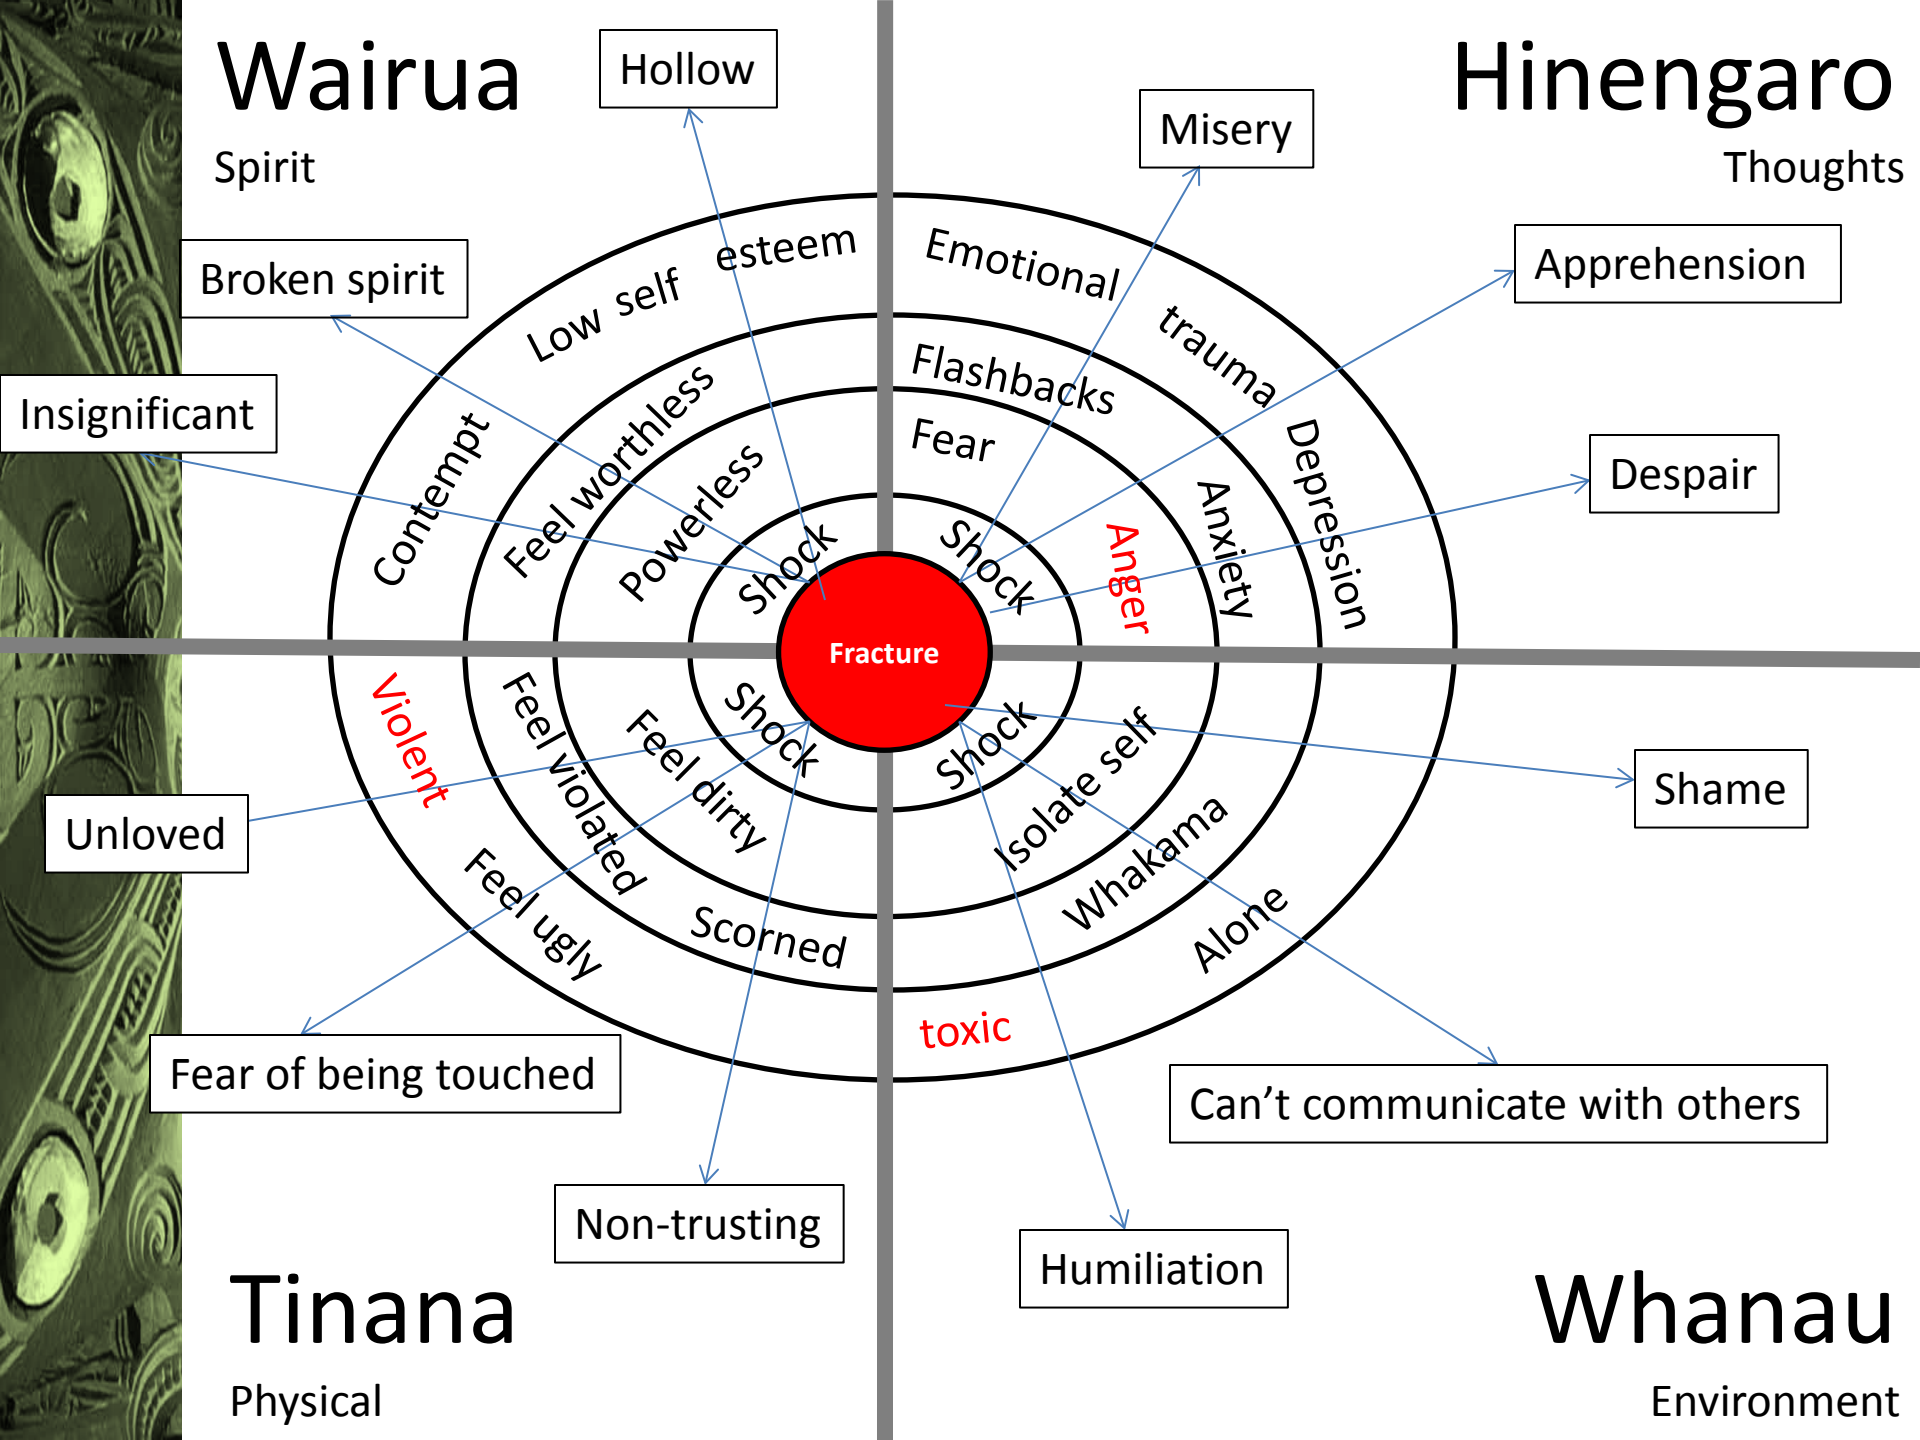 Wairua
Spirit
Hollow
Broken spirit
Insignificant
Low self esteem
Contempt
Feel worthless
Powerless
Shock
Hinengaro
Thoughts
Misery
Apprehension
Despair
Emotional trauma
Depression
Flashbacks
Anxiety
Fear
Anger
Shock
Fracture
Violent
Feel ugly
Feel violated
Scorned
Feel dirty
Shock
Unloved
Fear of being touched
Non-trusting
Tinana
Physical
Shock
Isolate self
Whakama
Alone
toxic
Shame
Can’t communicate with others
Humiliation
Whanau
Environment